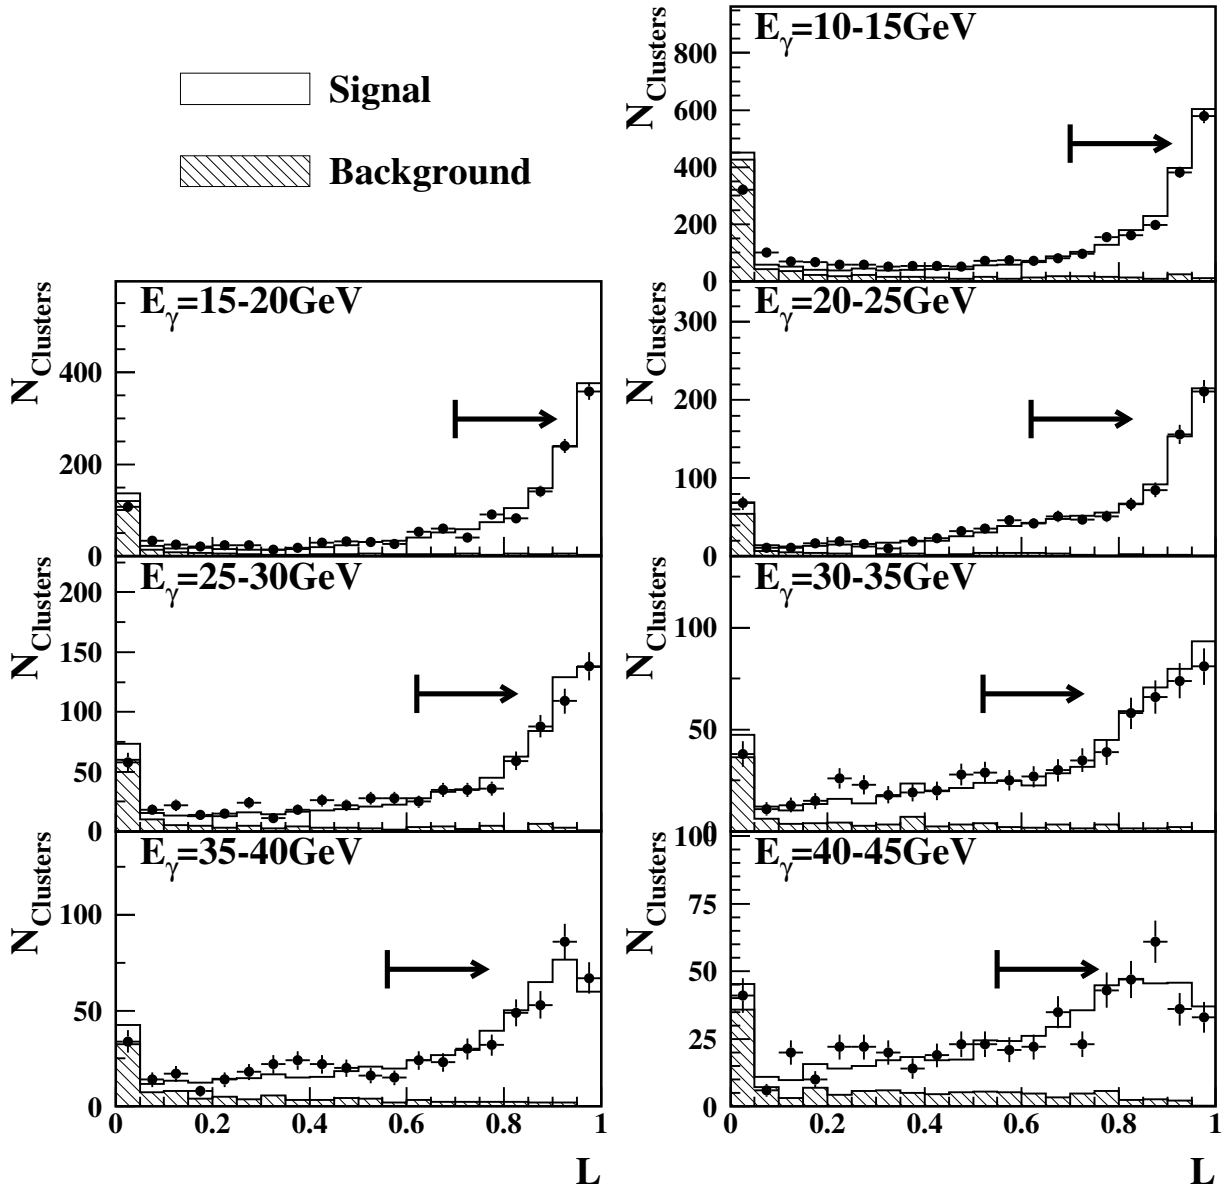 Signal
Background
N_Clusters
E_γ=10-15GeV
800
600
400
200
0
N_Clusters
E_γ=15-20GeV
400
200
0
N_Clusters
E_γ=20-25GeV
300
200
100
0
N_Clusters
E_γ=25-30GeV
200
150
100
50
0
N_Clusters
E_γ=30-35GeV
100
50
0
N_Clusters
E_γ=35-40GeV
100
50
0
0 0.2 0.4 0.6 0.8 1
L
N_Clusters
E_γ=40-45GeV
100
75
50
25
0
0 0.2 0.4 0.6 0.8 1
L